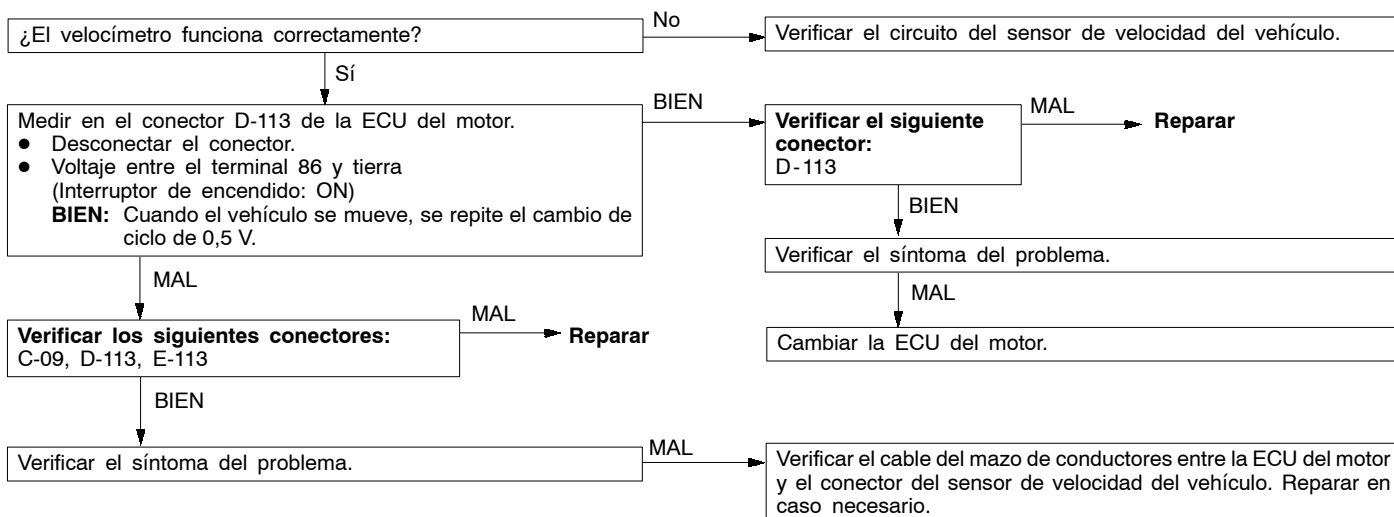 ¿El velocímetro funciona correctamente?
No
Verificar el circuito del sensor de velocidad del vehículo.
Sí
Medir en el conector D-113 de la ECU del motor.
● Desconectar el conector.
● Voltaje entre el terminal 86 y tierra
(Interruptor de encendido: ON)
BIEN: Cuando el vehículo se mueve, se repite el cambio de
ciclo de 0,5 V.
BIEN
Verificar el siguiente
conector:
D-113
MAL
Reparar
BIEN
Verificar el síntoma del problema.
MAL
Cambiar la ECU del motor.
MAL
Verificar los siguientes conectores:
C-09, D-113, E-113
MAL
Reparar
BIEN
Verificar el síntoma del problema.
MAL
Verificar el cable del mazo de conductores entre la ECU del motor
y el conector del sensor de velocidad del vehículo. Reparar en
caso necesario.